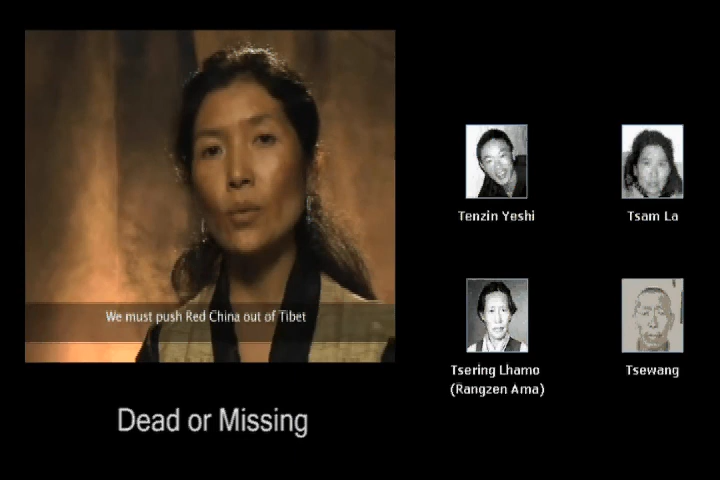 We must push Red China out of Tibet
Dead or Missing
Tenzin Yeshi
Tsam La
Tsering Lhamo
(Rangzen Ama)
Tsewang